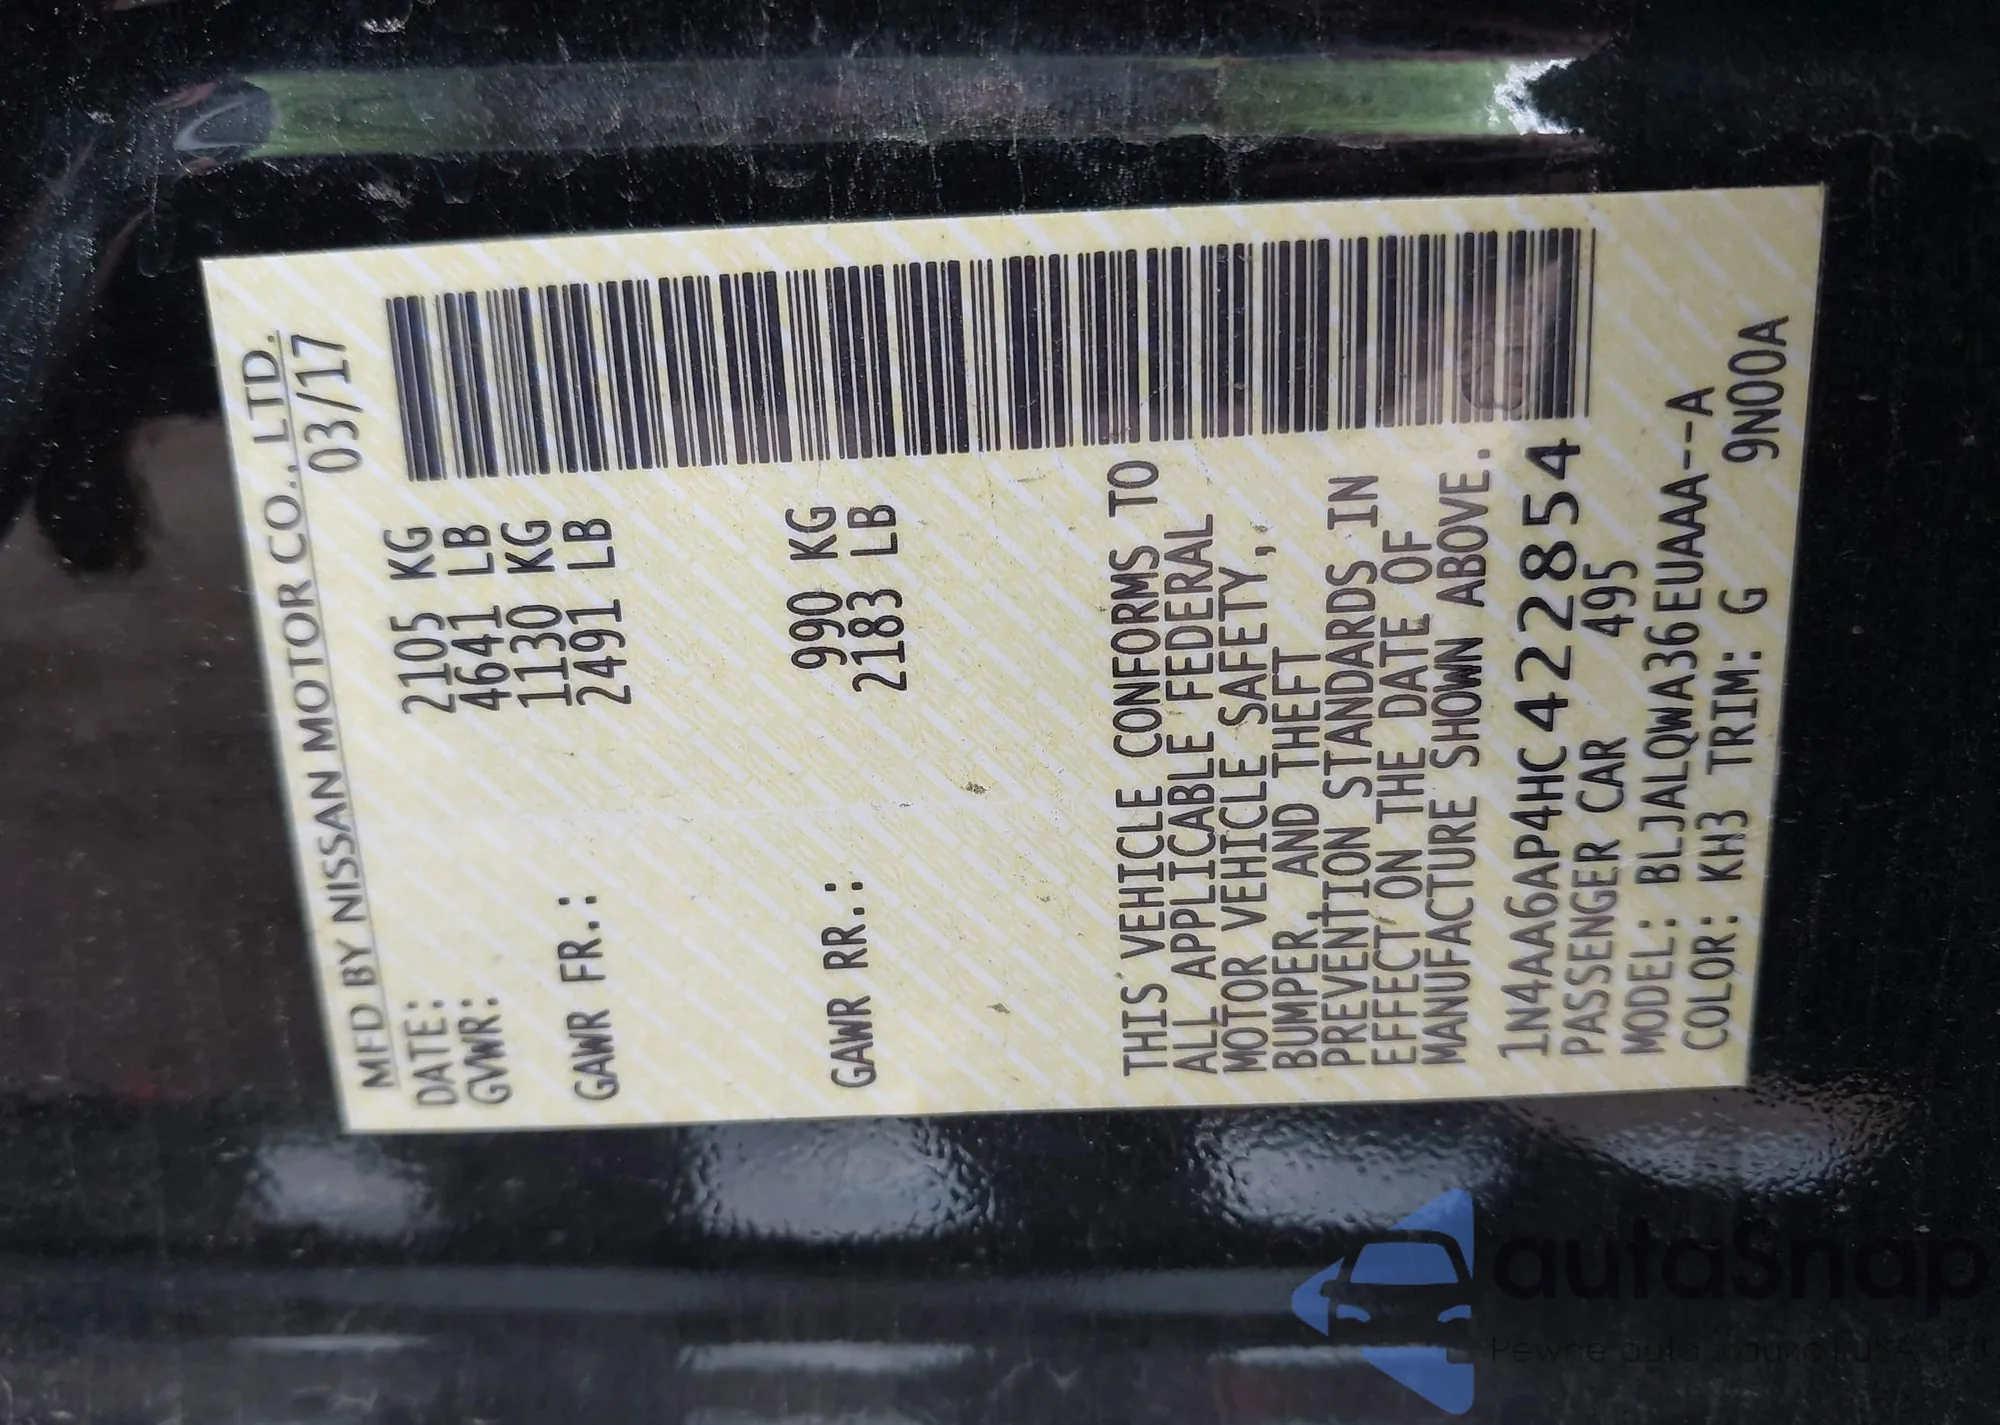 MFD BY NISSAN MOTOR CO., LTD.
DATE: 03/17
GVWR: 2105 KG
4641 LB
GAWR FR.: 1130 KG
2491 LB
GAWR RR.: 990 KG
2183 LB
THIS VEHICLE CONFORMS TO
ALL APPLICABLE FEDERAL
MOTOR VEHICLE SAFETY,
BUMPER, AND THEFT
PREVENTION STANDARDS IN
EFFECT ON THE DATE OF
MANUFACTURE SHOWN ABOVE.
1N4AA6AP4HC422854
PASSENGER CAR 495
MODEL: BLJALQWA36EUAAA--A
COLOR: KH3 TRIM: G 9N00A
autaSnap
Pewne auta z